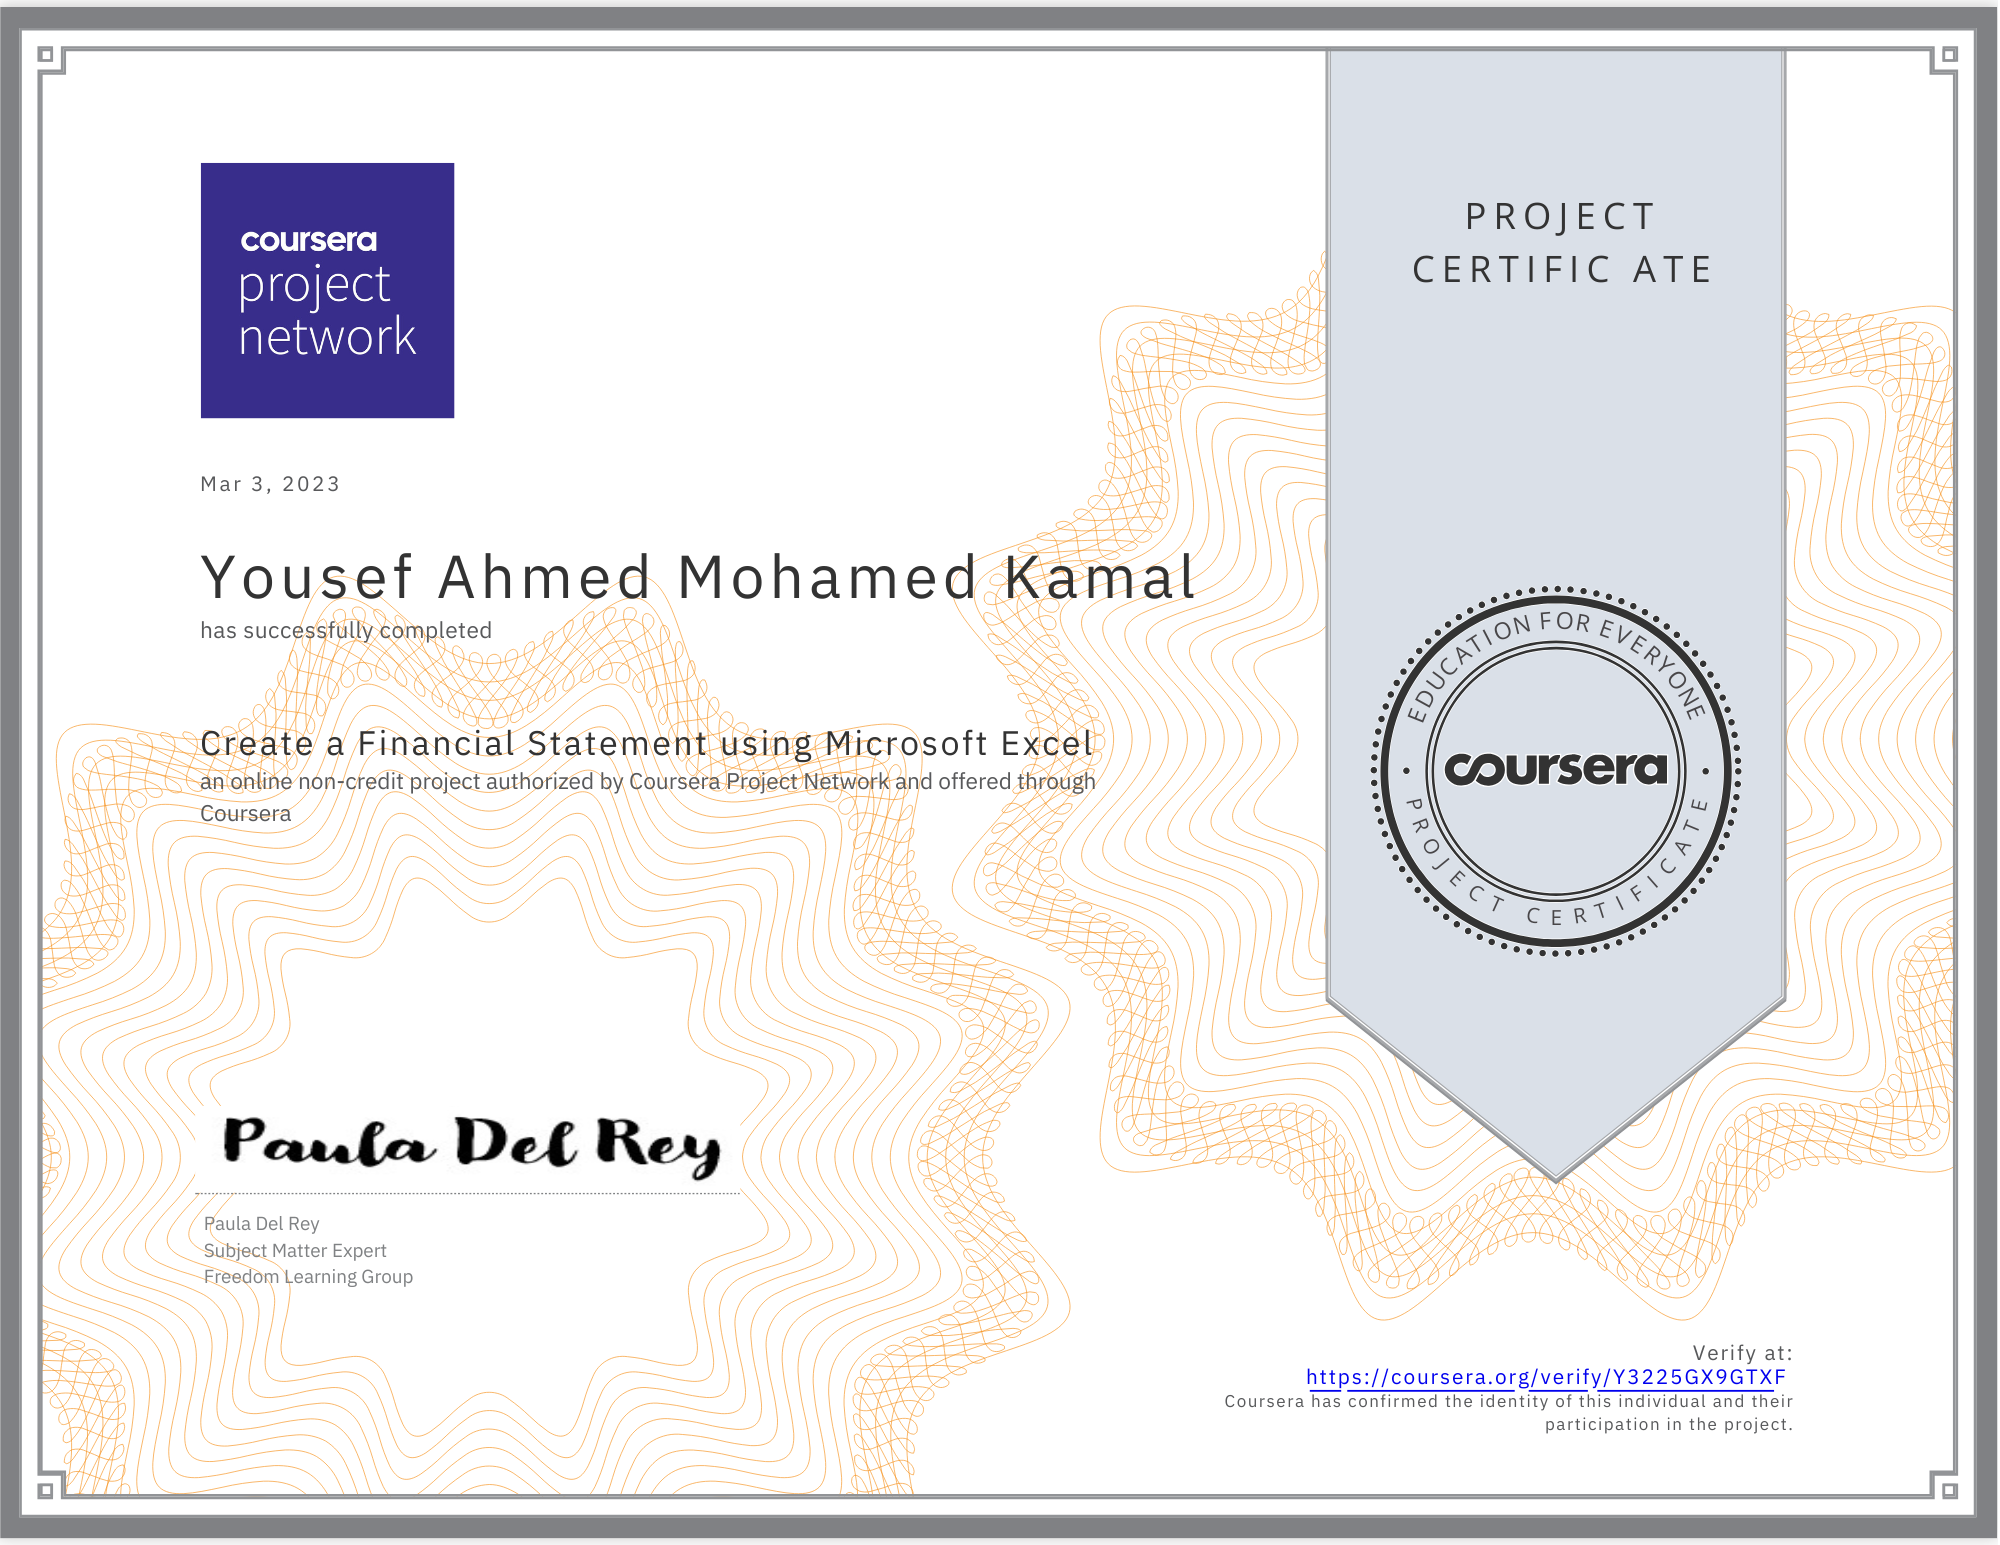 coursera
project
network
PROJECT
CERTIFIC ATE
Mar 3, 2023
Yousef Ahmed Mohamed Kamal
has successfully completed
Create a Financial Statement using Microsoft Excel
an online non-credit project authorized by Coursera Project Network and offered through
Coursera
EDUCATION FOR EVERYONE
coursera
PROJECT CERTIFICATE
Paula Del Rey
Paula Del Rey
Subject Matter Expert
Freedom Learning Group
Verify at:
https://coursera.org/verify/Y3225GX9GTXF
Coursera has confirmed the identity of this individual and their
participation in the project.